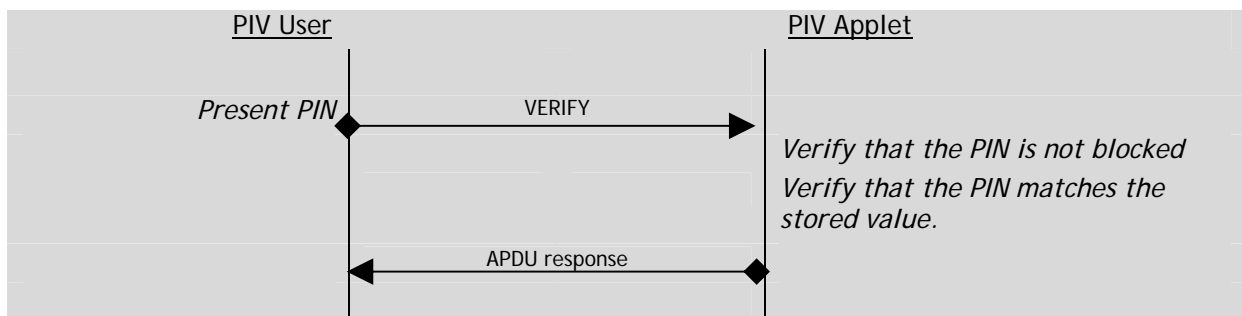 PIV User
PIV Applet
Present PIN
VERIFY
Verify that the PIN is not blocked
Verify that the PIN matches the
stored value.
APDU response